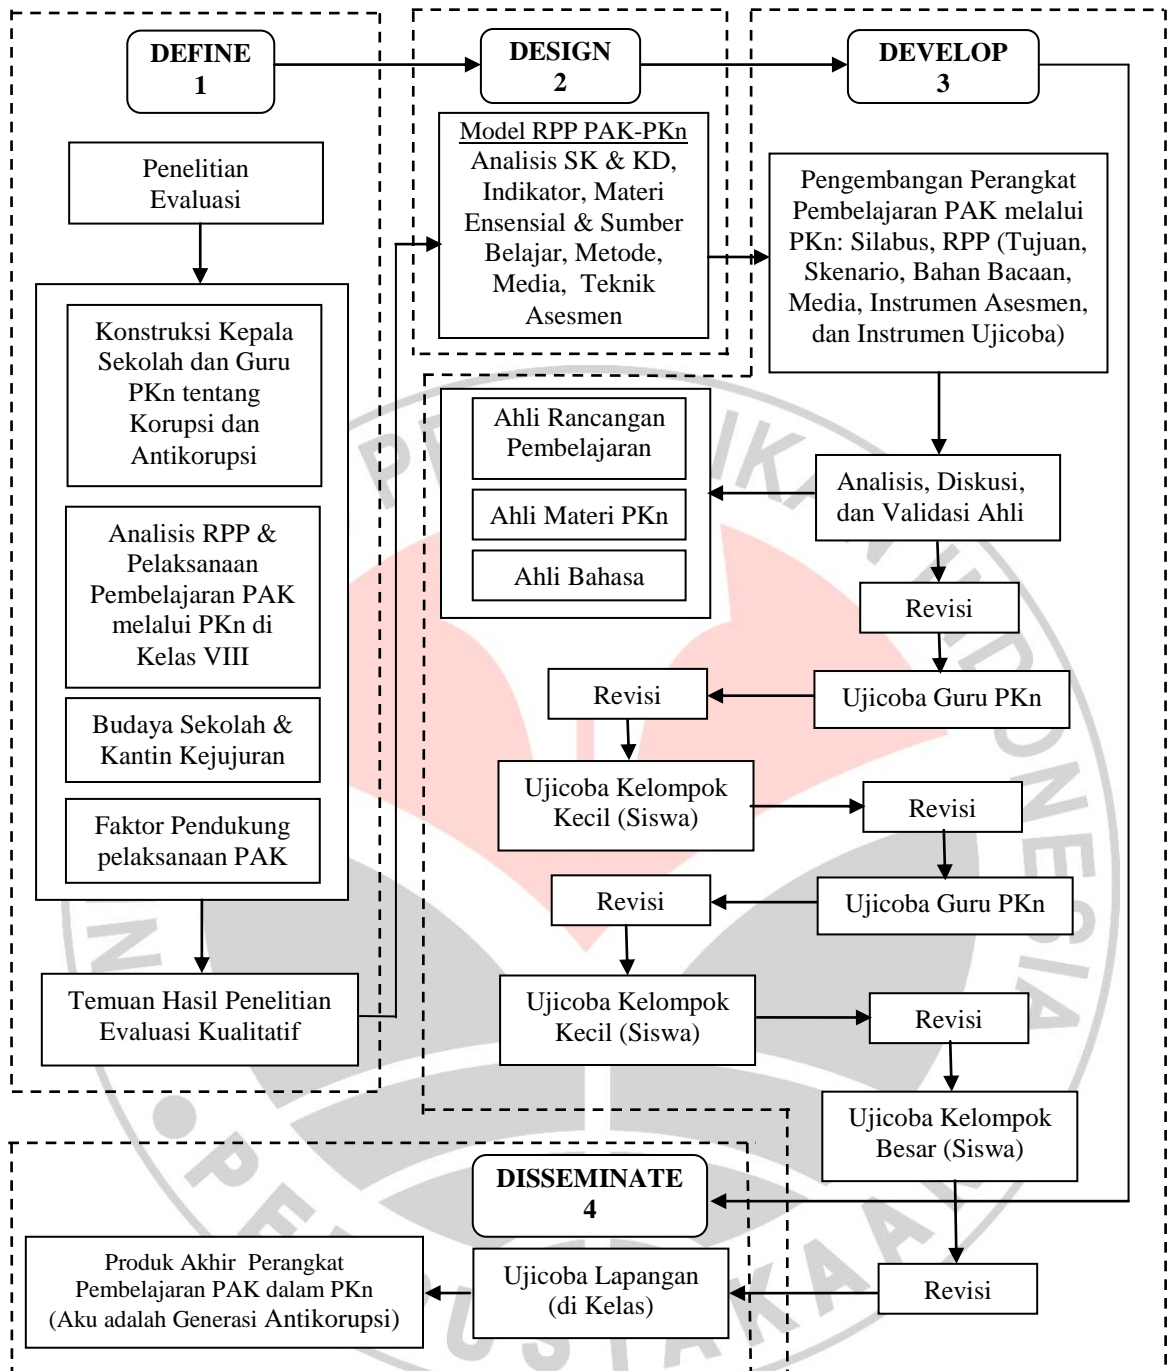 DEFINE
1
DESIGN
2
DEVELOP
3
Penelitian
Evaluasi
Konstruksi Kepala
Sekolah dan Guru
PKn tentang
Korupsi dan
Antikorupsi
Analisis RPP &
Pelaksanaan
Pembelajaran PAK
melalui PKn di
Kelas VIII
Budaya Sekolah &
Kantin Kejujuran
Faktor Pendukung
pelaksanaan PAK
Temuan Hasil Penelitian
Evaluasi Kualitatif
Model RPP PAK-PKn
Analisis SK & KD,
Indikator, Materi
Ensensial & Sumber
Belajar, Metode,
Media, Teknik
Asesmen
Pengembangan Perangkat
Pembelajaran PAK melalui
PKn: Silabus, RPP (Tujuan,
Skenario, Bahan Bacaan,
Media, Instrumen Asesmen,
dan Instrumen Ujicoba)
Analisis, Diskusi,
dan Validasi Ahli
Ahli Rancangan
Pembelajaran
Ahli Materi PKn
Ahli Bahasa
Revisi
Ujicoba Guru PKn
Revisi
Ujicoba Kelompok
Kecil (Siswa)
Revisi
Ujicoba Guru PKn
Revisi
Ujicoba Kelompok
Kecil (Siswa)
Revisi
Ujicoba Kelompok
Besar (Siswa)
Revisi
DISSEMINATE
4
Ujicoba Lapangan
(di Kelas)
Produk Akhir Perangkat
Pembelajaran PAK dalam PKn
(Aku adalah Generasi Antikorupsi)
INDONESIA